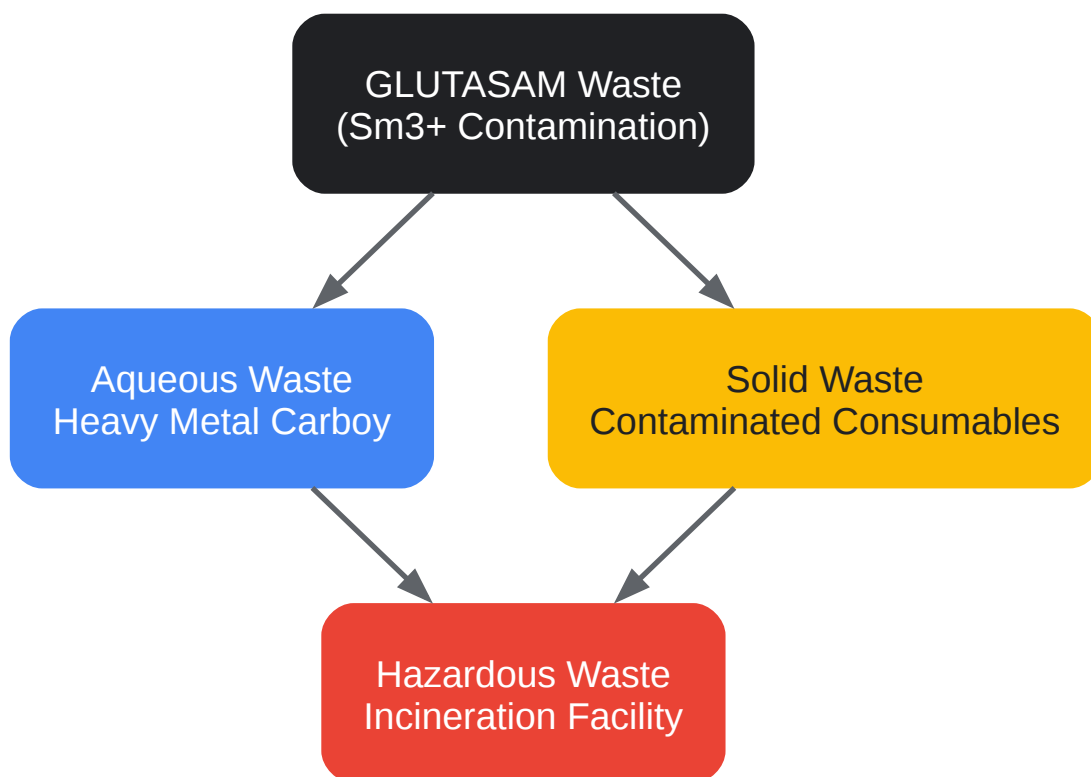 GLUTASAM Waste
(Sm3+ Contamination)
Aqueous Waste
Heavy Metal Carboy
Solid Waste
Contaminated Consumables
Hazardous Waste
Incineration Facility